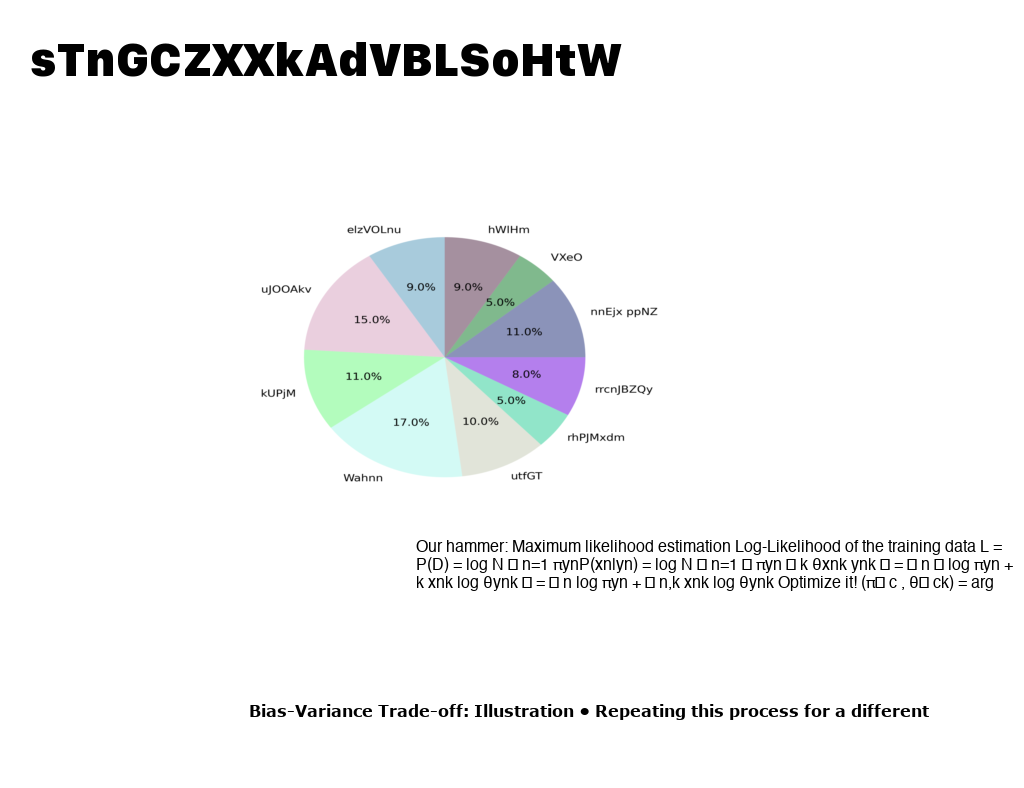 sTnGCZXXkAdVBLSoHtW
elzVOLnu
hWlHm
VXeO
uJOOAkv
9.0%
9.0%
5.0%
nnEjx ppNZ
15.0%
11.0%
11.0%
8.0%
kUPjM
rrcnJBZQy
5.0%
17.0%
10.0%
rhPJMxdm
Wahnn
utfGT
Our hammer: Maximum likelihood estimation Log-Likelihood of the training data L =
P(D) = log N □ n=1 πynP(xn|yn) = log N □ n=1 □ πyn □ k θxnk ynk □ = □ n □ log πyn +
k xnk log θynk □ = □ n log πyn + □ n,k xnk log θynk Optimize it! (π□ c , θ□ ck) = arg
Bias-Variance Trade-off: Illustration • Repeating this process for a different